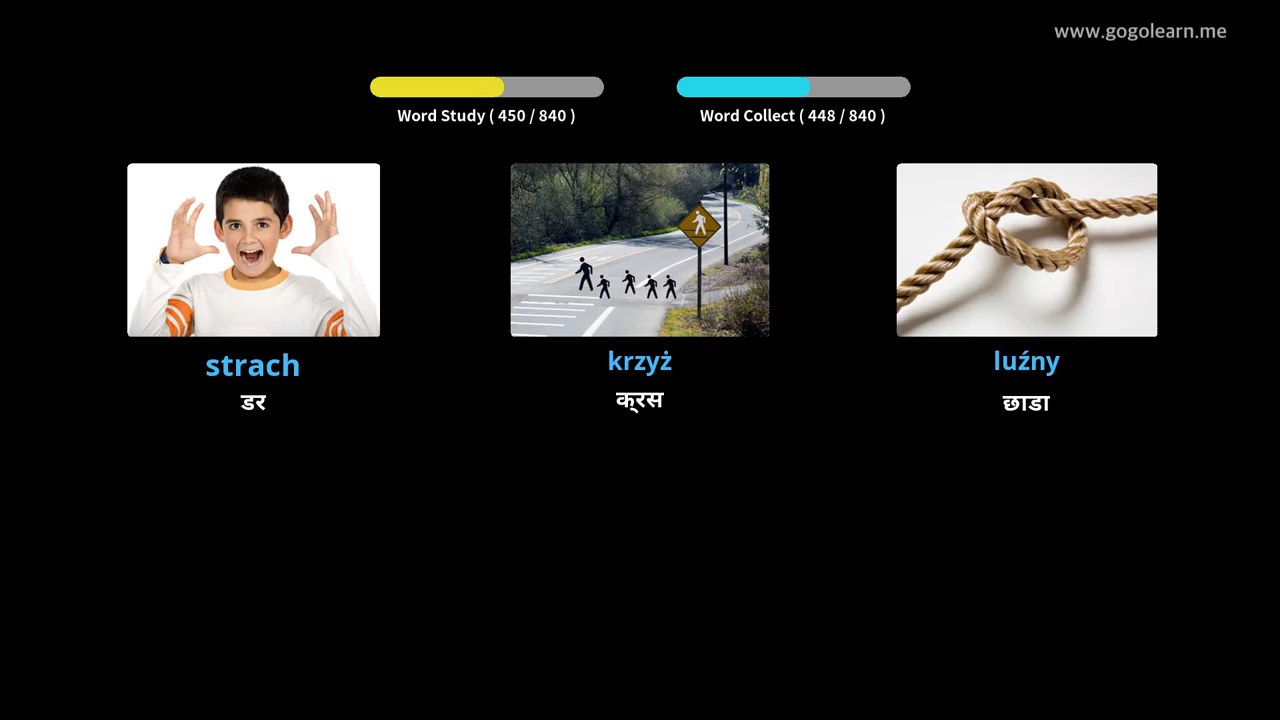 www.gogolearn.me
Word Study ( 450 / 840 )
Word Collect ( 448 / 840 )
strach
डर
krzyż
क्रस
luźny
छाडा